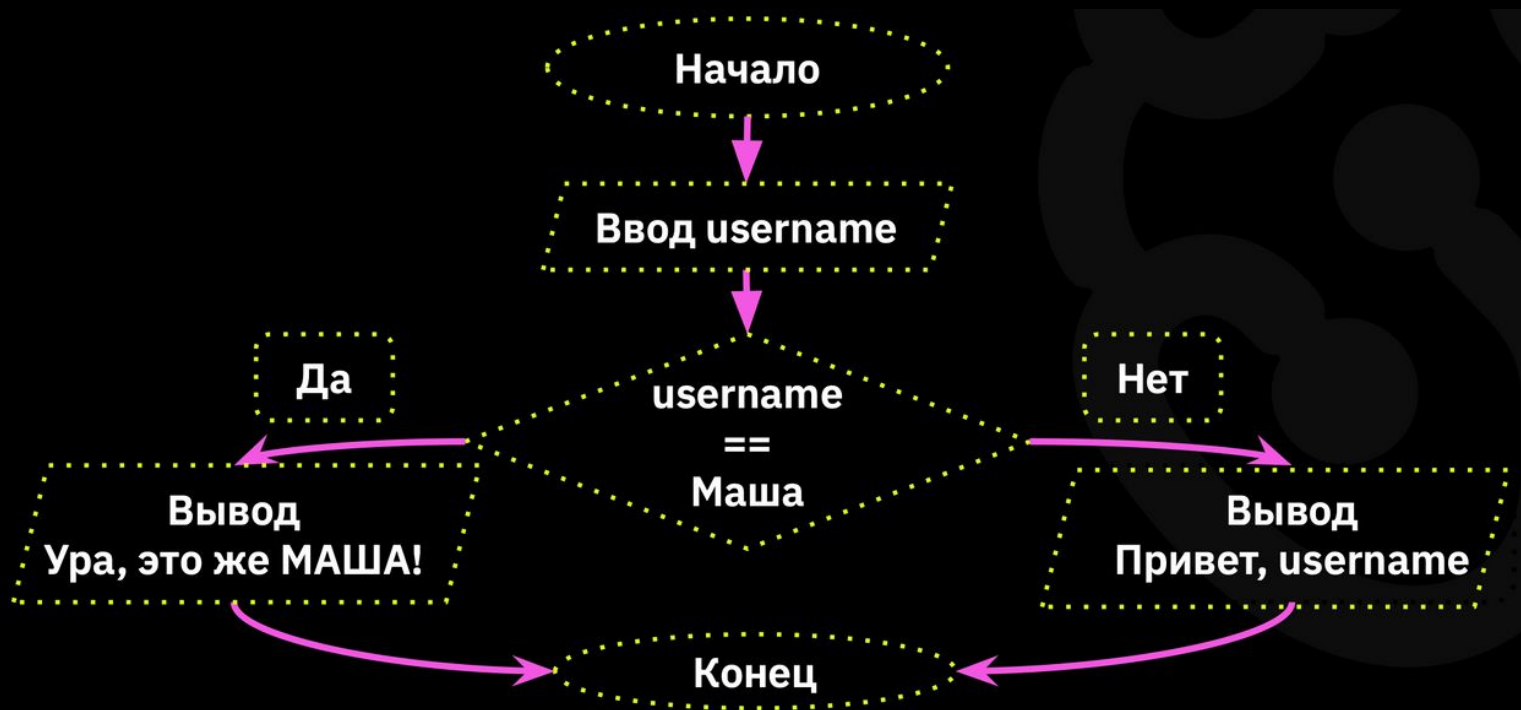 Начало
Ввод username
Да
Нет
username
==
Маша
Вывод
Ура, это же МАША!
Вывод
Привет, username
Конец